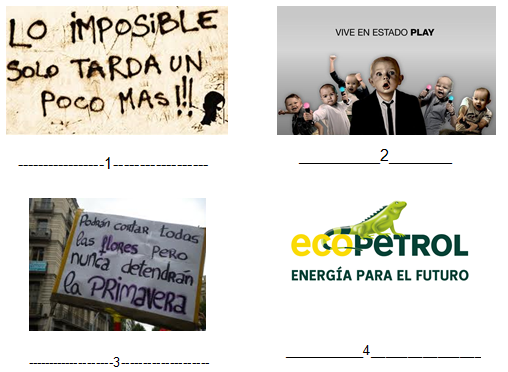 LO iMPOSiBLE
SOLO TARDA UN
POCO MAS!!!
VIVE EN ESTADO PLAY
------------------1------------------
__________2________
Podrán cortar todas
las flores pero
nunca detendrán
la PRIMAVERA
ecoPETROL
ENERGÍA PARA EL FUTURO
--------------------3--------------------
__________4_______________